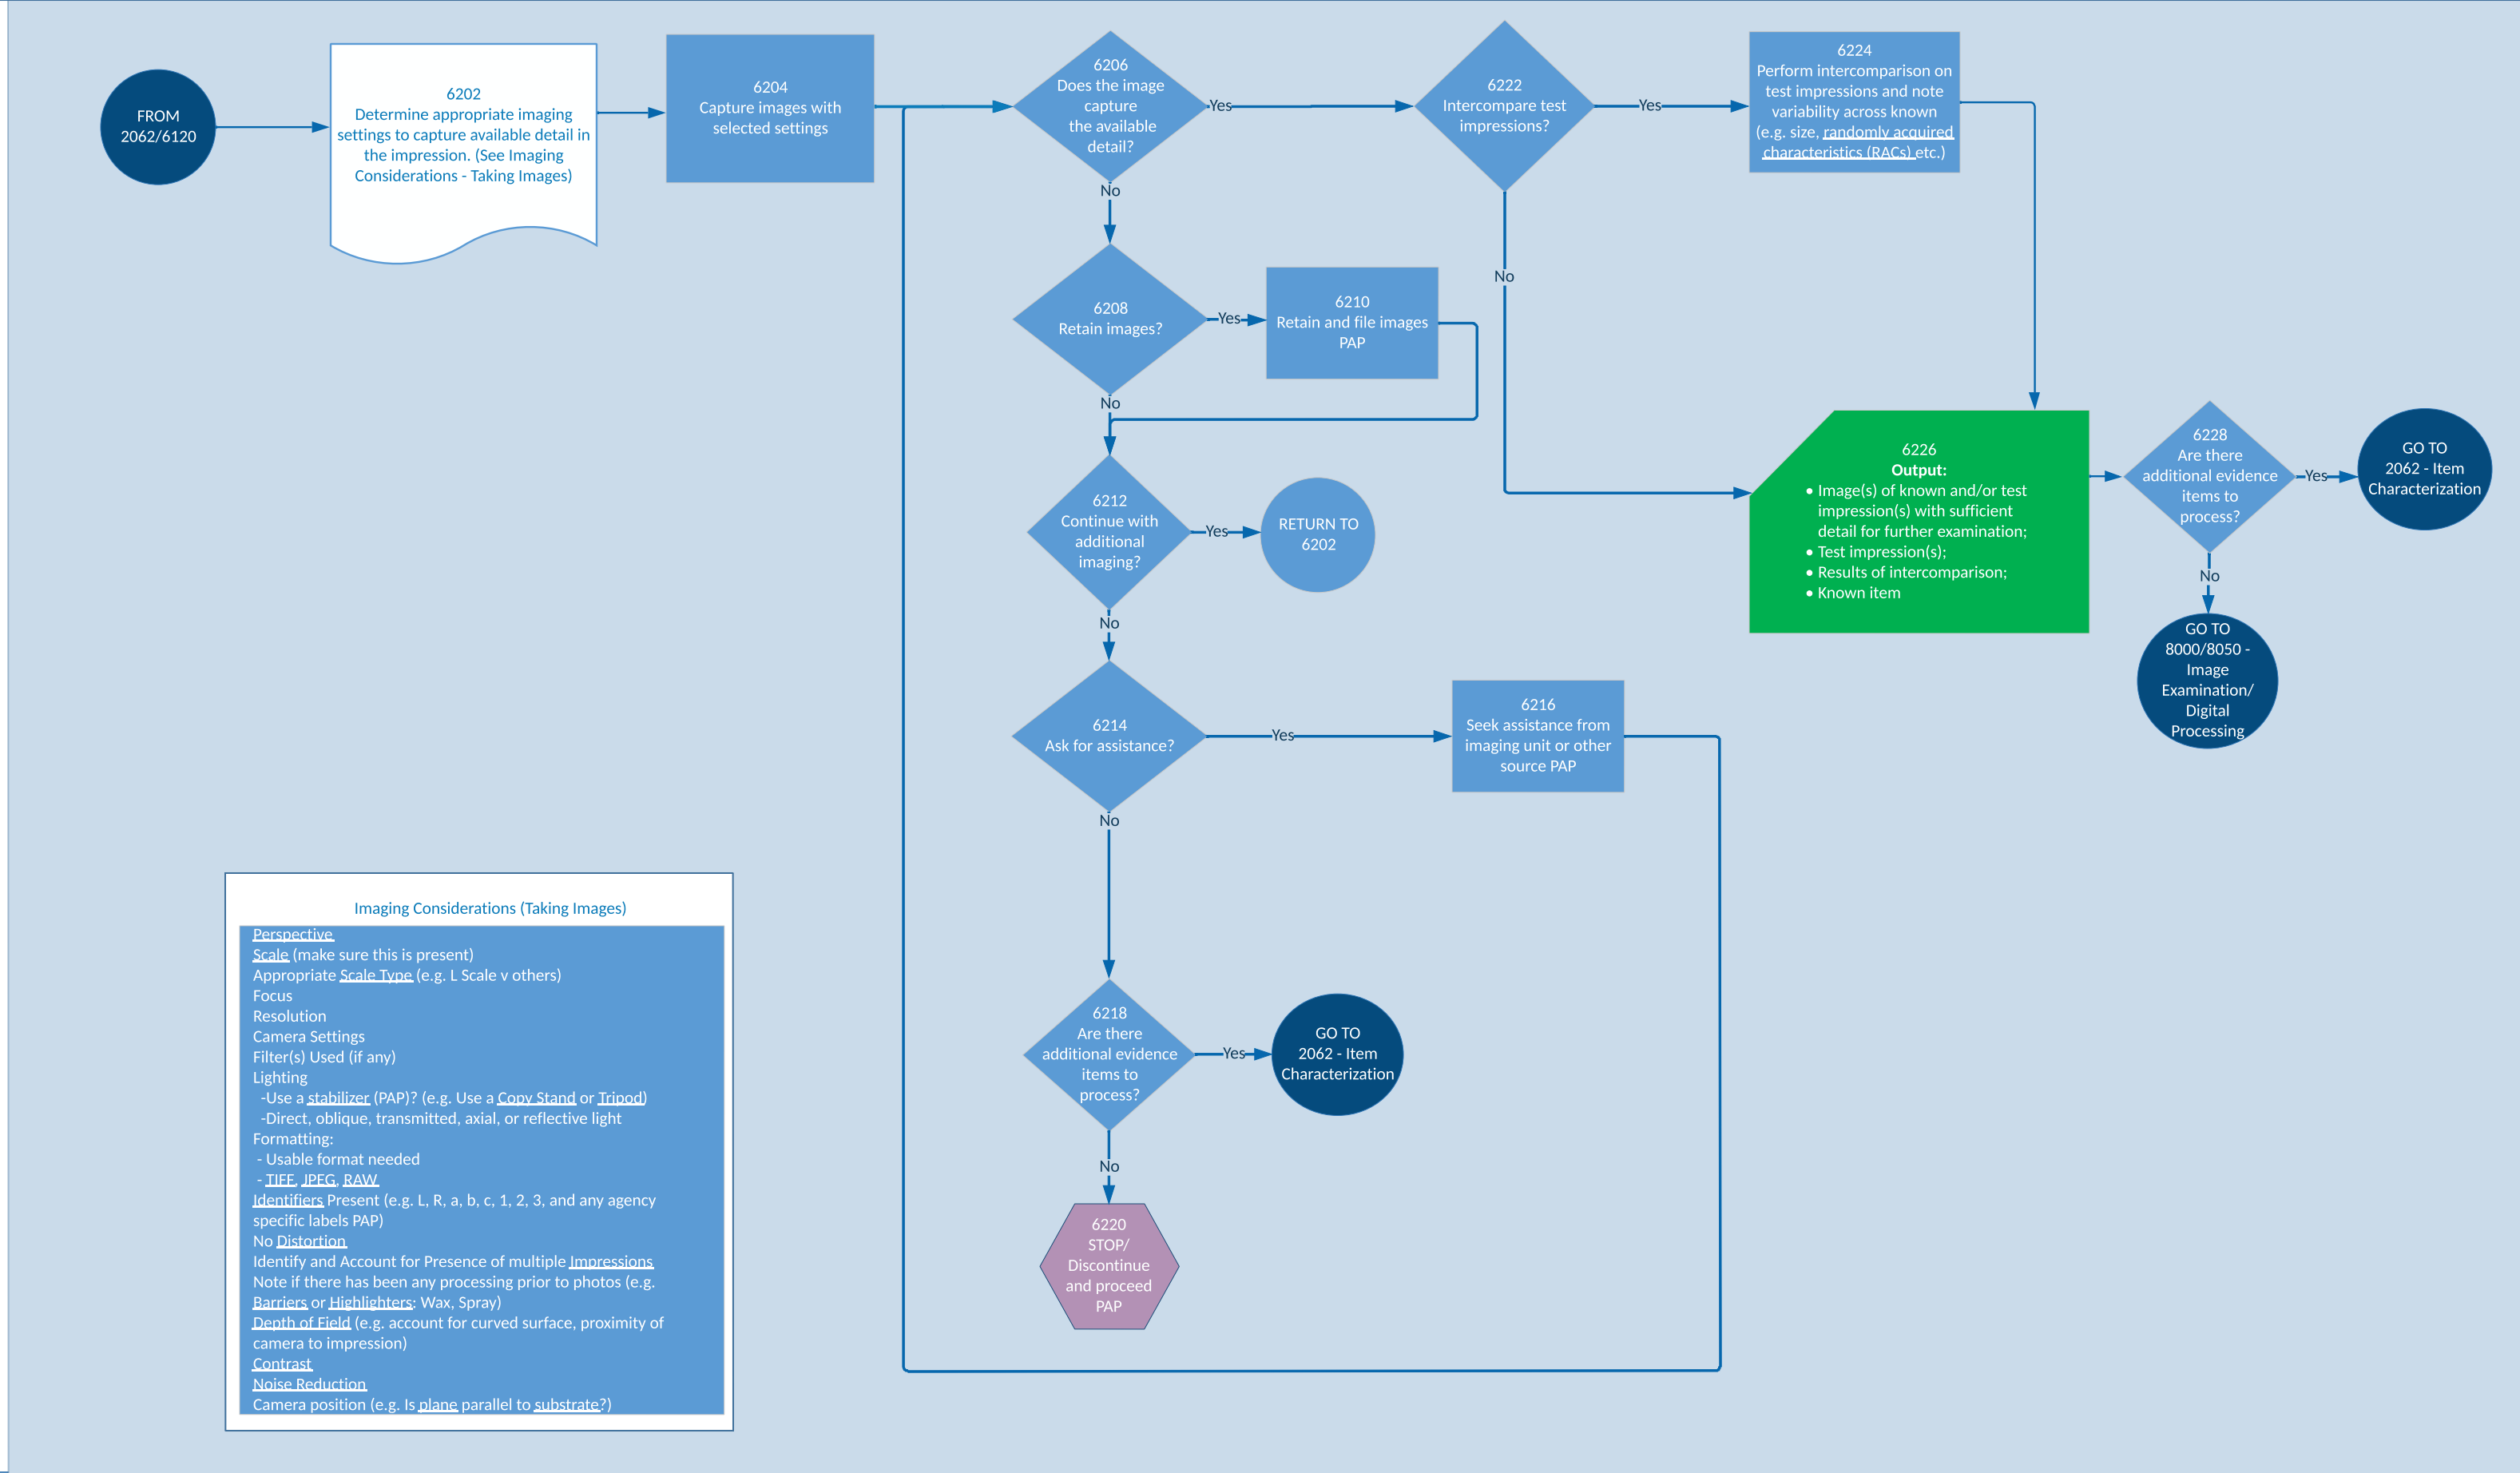 FROM
2062/6120
6202
Determine appropriate imaging
settings to capture available detail in
the impression. (See Imaging
Considerations - Taking Images)
6204
Capture images with
selected settings
6206
Does the image
capture
the available
detail?
Yes
No
6222
Intercompare test
impressions?
Yes
No
6224
Perform intercomparison on
test impressions and note
variability across known
(e.g. size, randomly acquired
characteristics (RACs) etc.)
6208
Retain images?
Yes
No
6210
Retain and file images
PAP
6212
Continue with
additional
imaging?
Yes
No
RETURN TO
6202
6226
Output:
• Image(s) of known and/or test
impression(s) with sufficient
detail for further examination;
• Test impression(s);
• Results of intercomparison;
• Known item
6228
Are there
additional evidence
items to
process?
Yes
No
GO TO
2062 - Item
Characterization
GO TO
8000/8050 -
Image
Examination/
Digital
Processing
6214
Ask for assistance?
Yes
No
6216
Seek assistance from
imaging unit or other
source PAP
6218
Are there
additional evidence
items to
process?
Yes
No
GO TO
2062 - Item
Characterization
6220
STOP/
Discontinue
and proceed
PAP
Imaging Considerations (Taking Images)
Perspective
Scale (make sure this is present)
Appropriate Scale Type (e.g. L Scale v others)
Focus
Resolution
Camera Settings
Filter(s) Used (if any)
Lighting
-Use a stabilizer (PAP)? (e.g. Use a Copy Stand or Tripod)
-Direct, oblique, transmitted, axial, or reflective light
Formatting:
- Usable format needed
- TIFF, JPEG, RAW
Identifiers Present (e.g. L, R, a, b, c, 1, 2, 3, and any agency
specific labels PAP)
No Distortion
Identify and Account for Presence of multiple Impressions
Note if there has been any processing prior to photos (e.g.
Barriers or Highlighters: Wax, Spray)
Depth of Field (e.g. account for curved surface, proximity of
camera to impression)
Contrast
Noise Reduction
Camera position (e.g. Is plane parallel to substrate?)